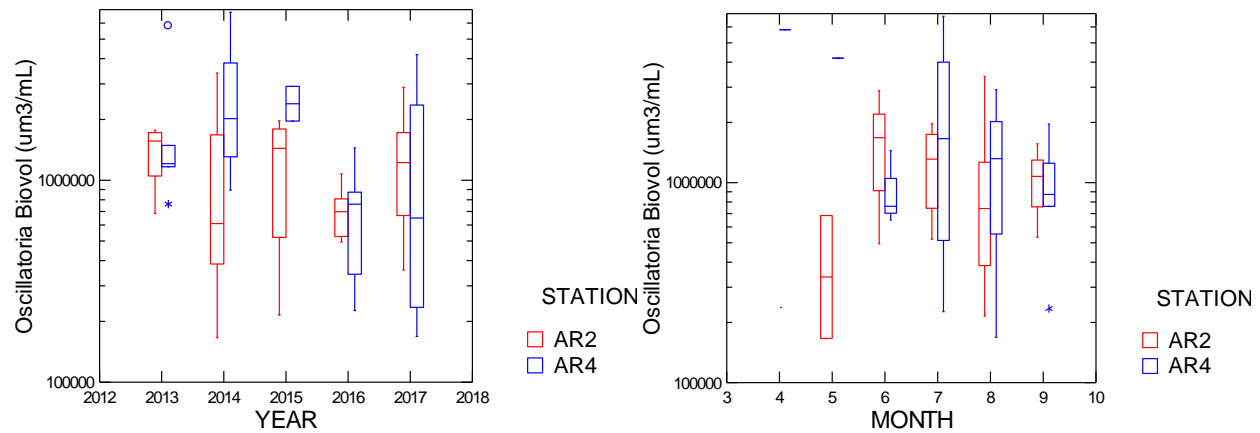 Oscillatoria Biovol (um3/mL)
1000000
100000
2012 2013 2014 2015 2016 2017 2018
YEAR
STATION
AR2
AR4
Oscillatoria Biovol (um3/mL)
1000000
100000
3 4 5 6 7 8 9 10
MONTH
STATION
AR2
AR4